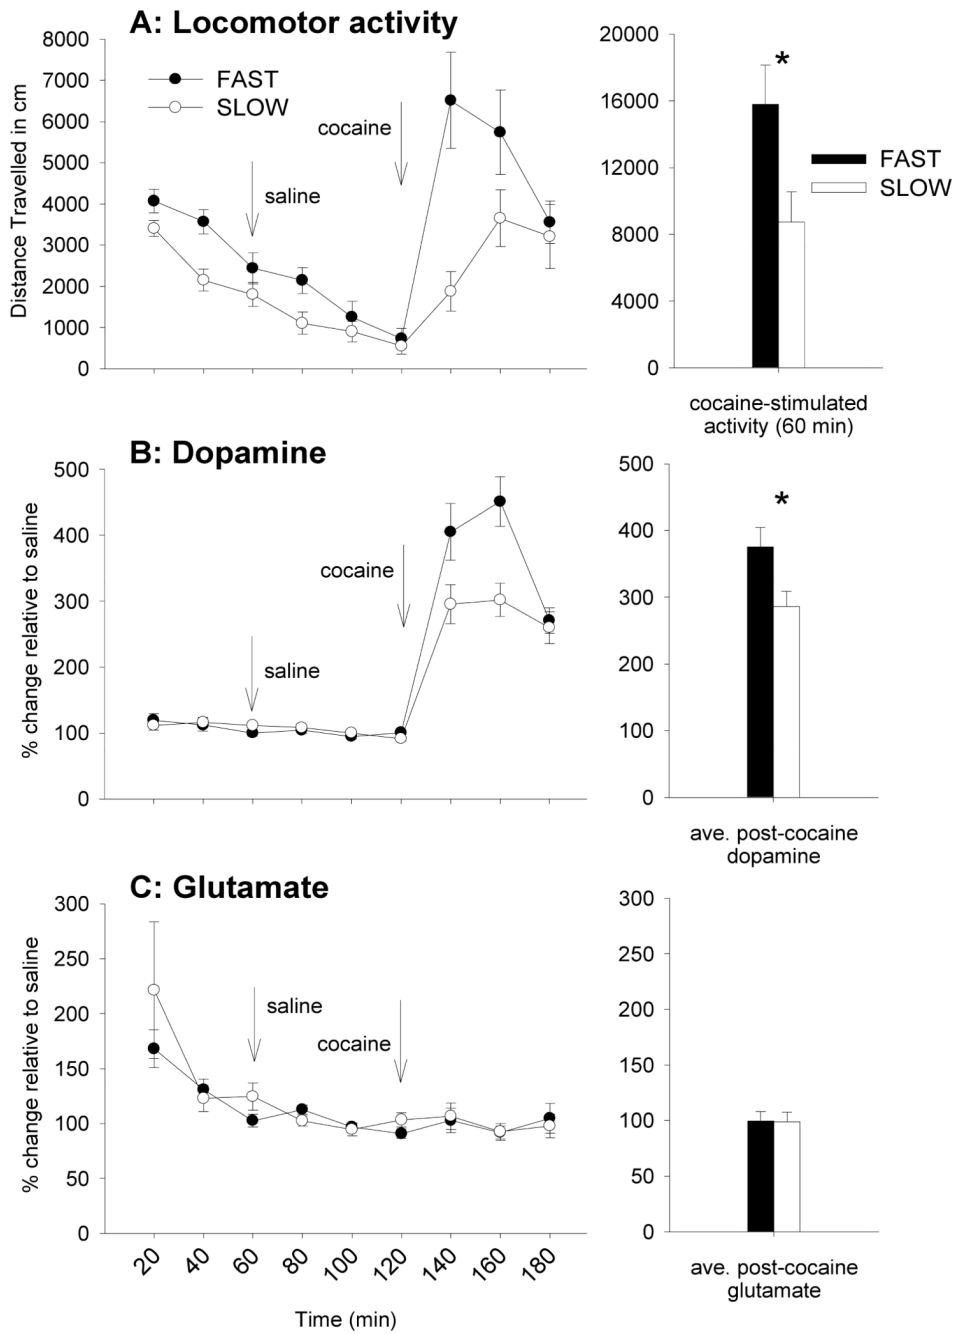 A: Locomotor activity
8000
7000
6000
5000
4000
3000
2000
1000
0
Distance Travelled in cm
FAST
SLOW
saline
cocaine
20000
16000
12000
8000
4000
0
*
FAST
SLOW
cocaine-stimulated
activity (60 min)
B: Dopamine
500
400
300
200
100
0
% change relative to saline
saline
cocaine
500
400
300
200
100
0
*
ave. post-cocaine
dopamine
C: Glutamate
300
250
200
150
100
50
0
% change relative to saline
saline
cocaine
20 40 60 80 100 120 140 160 180
Time (min)
300
250
200
150
100
50
0
ave. post-cocaine
glutamate